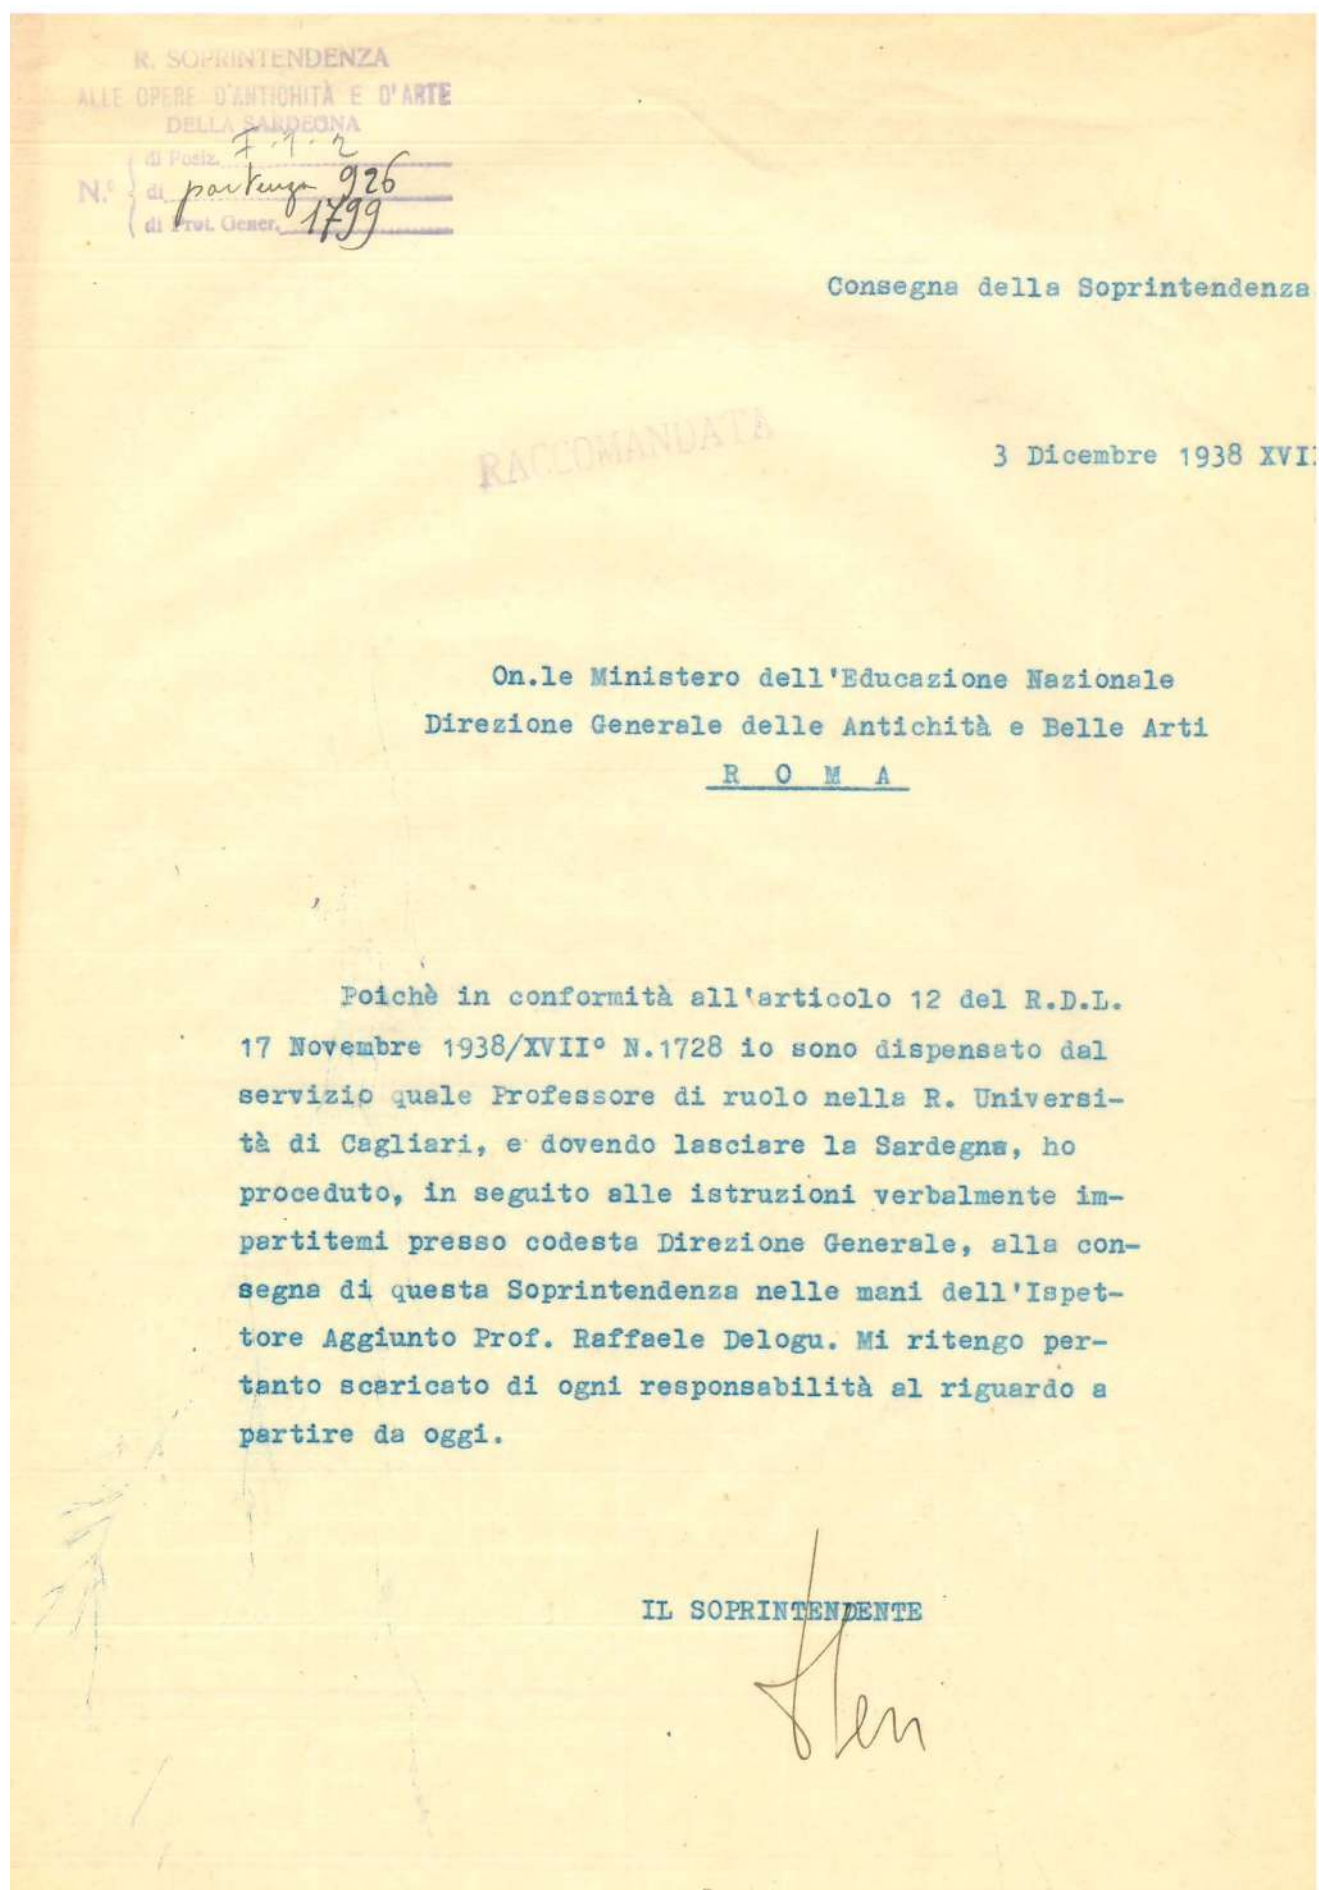 R. SOPRINTENDENZA
ALLE OPERE D'ANTICHITÀ E D'ARTE
DELLA SARDEGNA
di Posiz. I.1.2
N.° di partenza 926
di Prot. Gener. 1799
Consegna della Soprintendenza
RACCOMANDATA
3 Dicembre 1938 XVII
On.le Ministero dell'Educazione Nazionale
Direzione Generale delle Antichità e Belle Arti
R O M A
Poichè in conformità all'articolo 12 del R.D.L.
17 Novembre 1938/XVII° N.1728 io sono dispensato dal
servizio quale Professore di ruolo nella R. Universi-
tà di Cagliari, e dovendo lasciare la Sardegna, ho
proceduto, in seguito alle istruzioni verbalmente im-
partitemi presso codesta Direzione Generale, alla con-
segna di questa Soprintendenza nelle mani dell'Ispet-
tore Aggiunto Prof. Raffaele Delogu. Mi ritengo per-
tanto scaricato di ogni responsabilità al riguardo a
partire da oggi.
IL SOPRINTENDENTE